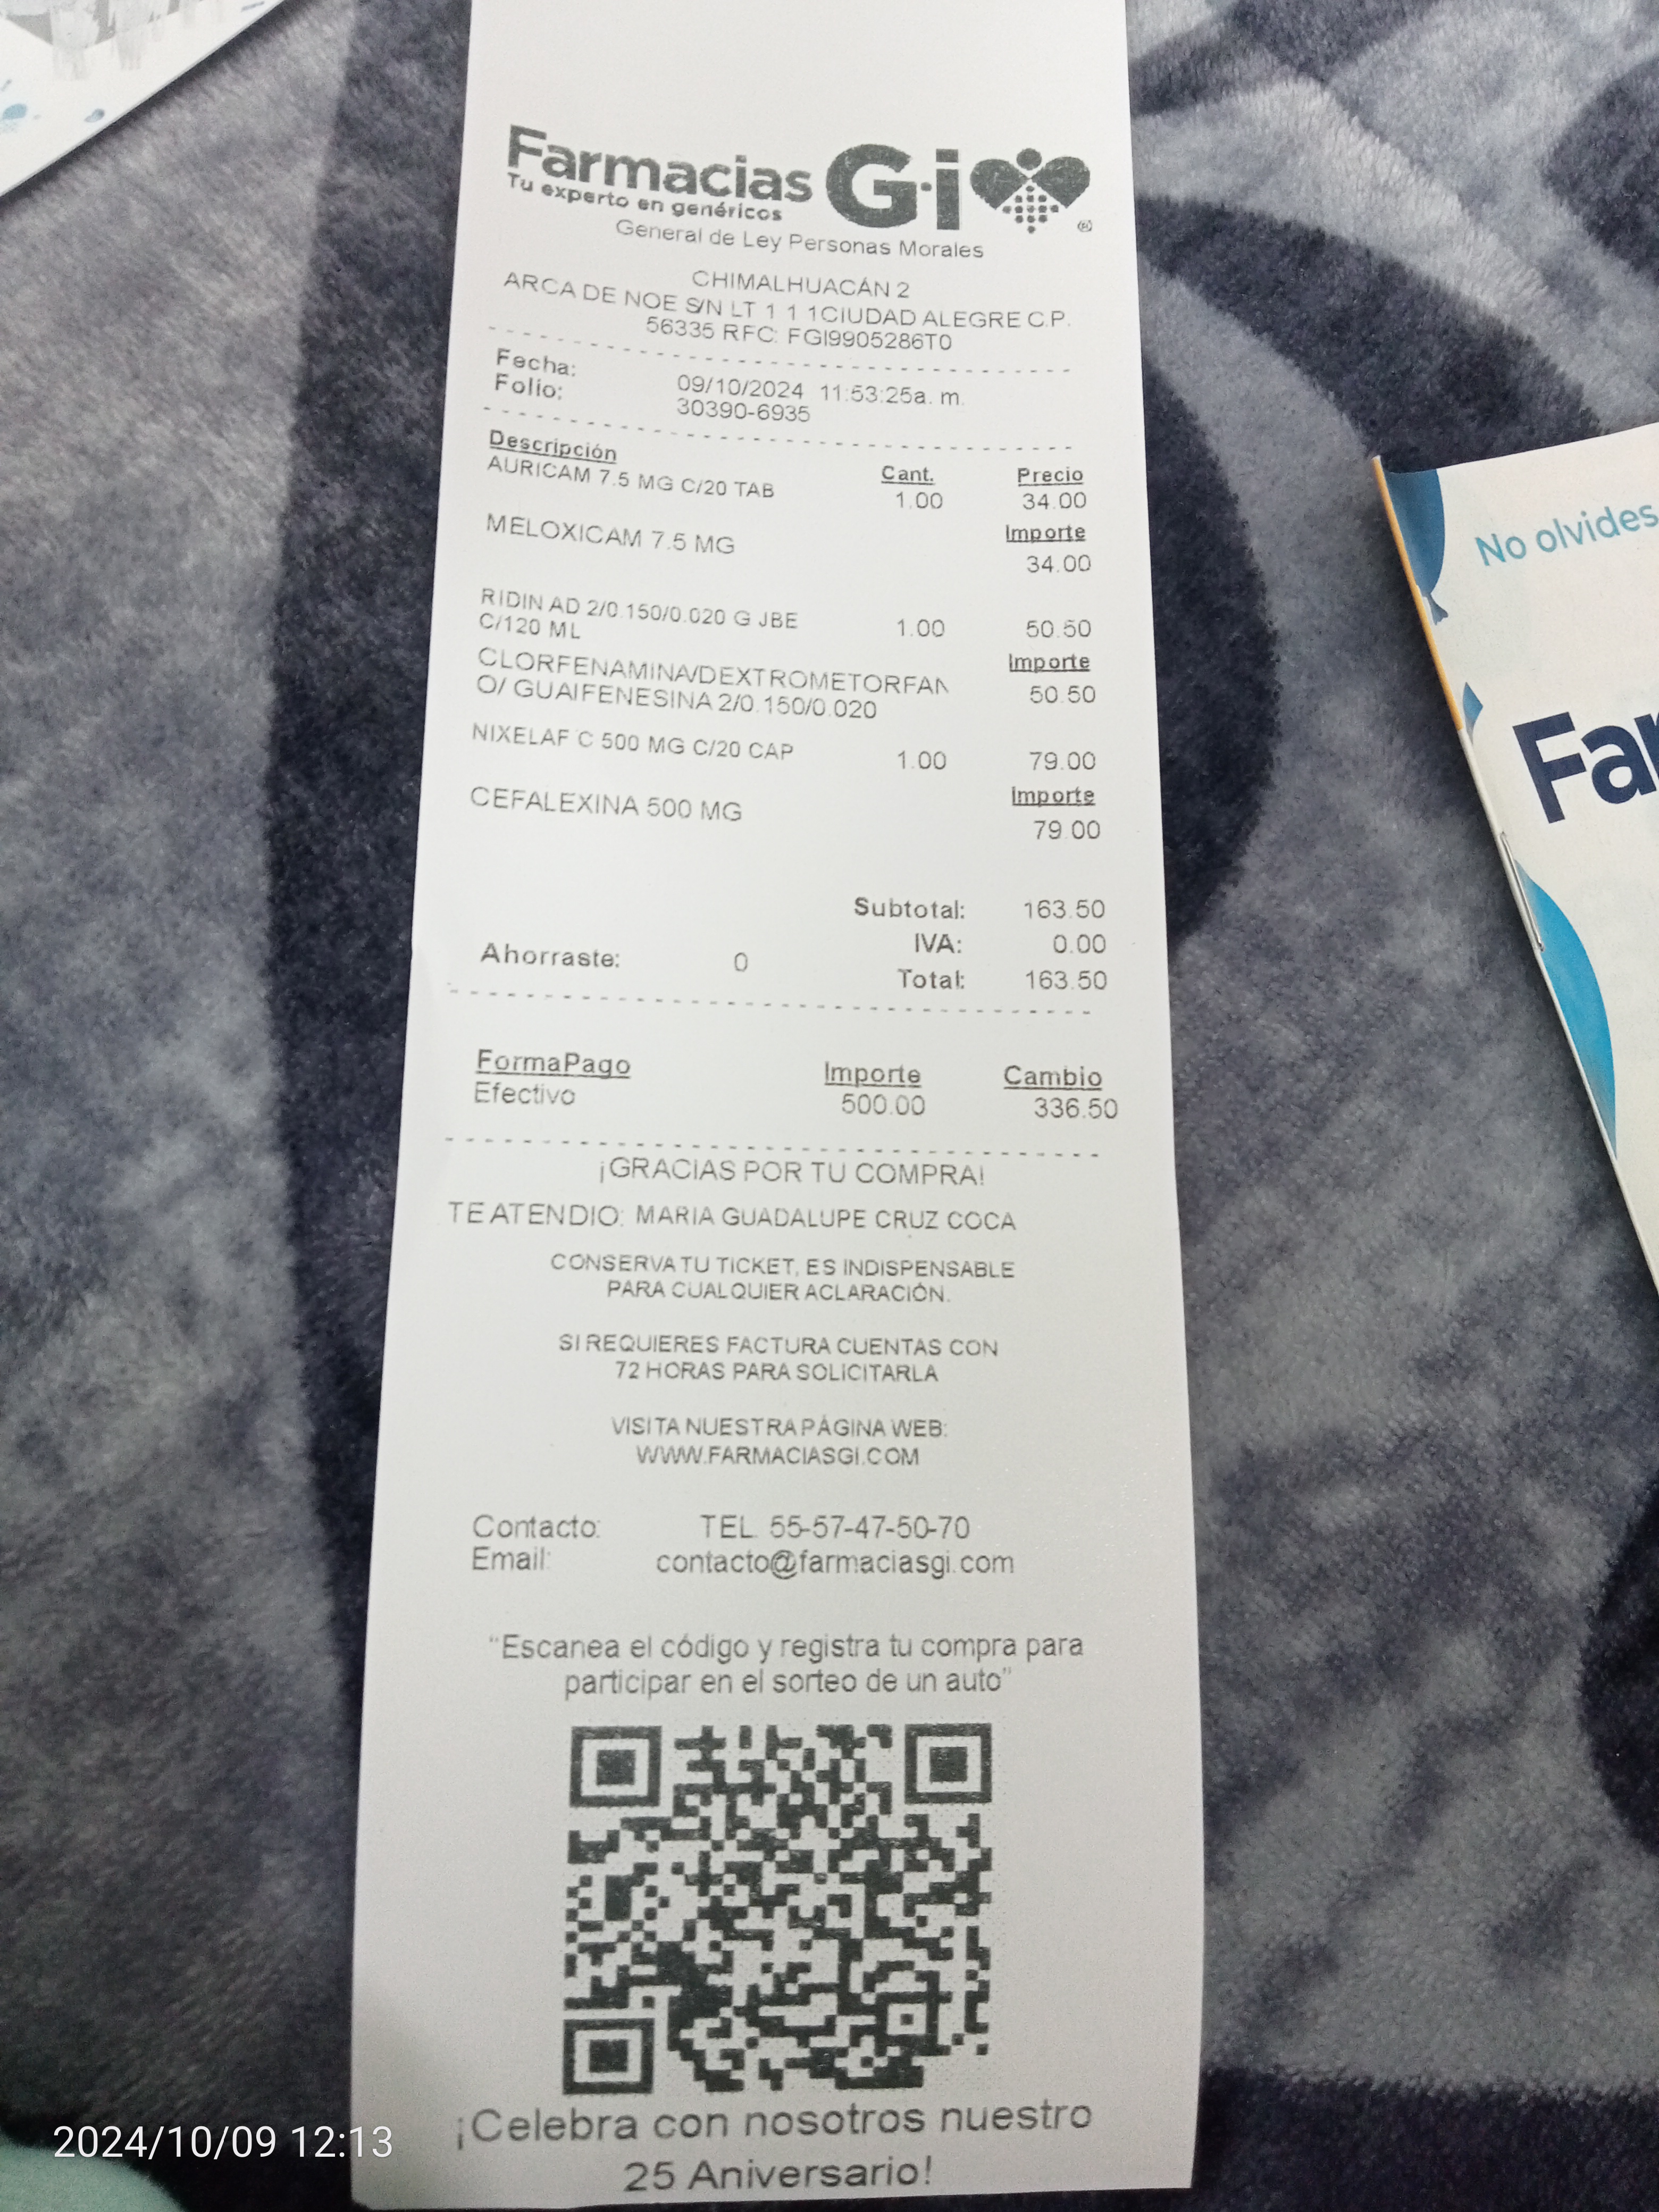 Farmacias Gi
Tu experto en genéricos
General de Ley Personas Morales
CHIMALHUACÁN 2
ARCA DE NOE S/N LT 1 1 1CIUDAD ALEGRE C.P.
56335 RFC: FGI9905286T0
Fecha: 09/10/2024 11:53:25a. m.
Folio: 30390-6935
Descripción Cant. Precio
AURICAM 7.5 MG C/20 TAB 1.00 34.00
Importe
MELOXICAM 7.5 MG 34.00
RIDIN AD 2/0.150/0.020 G JBE
C/120 ML 1.00 50.50
Importe
CLORFENAMINA/DEXTROMETORFAN
O/ GUAIFENESINA 2/0.150/0.020 50.50
NIXELAF C 500 MG C/20 CAP 1.00 79.00
Importe
CEFALEXINA 500 MG 79.00
Subtotal: 163.50
IVA: 0.00
Ahorraste: 0 Total: 163.50
FormaPago Importe Cambio
Efectivo 500.00 336.50
¡GRACIAS POR TU COMPRA!
TE ATENDIO: MARIA GUADALUPE CRUZ COCA
CONSERVA TU TICKET, ES INDISPENSABLE
PARA CUALQUIER ACLARACIÓN.
SI REQUIERES FACTURA CUENTAS CON
72 HORAS PARA SOLICITARLA
VISITA NUESTRA PÁGINA WEB:
WWW.FARMACIASGI.COM
Contacto: TEL. 55-57-47-50-70
Email: contacto@farmaciasgi.com
"Escanea el código y registra tu compra para
participar en el sorteo de un auto"
¡Celebra con nosotros nuestro
25 Aniversario!
No olvides
Far
2024/10/09 12:13